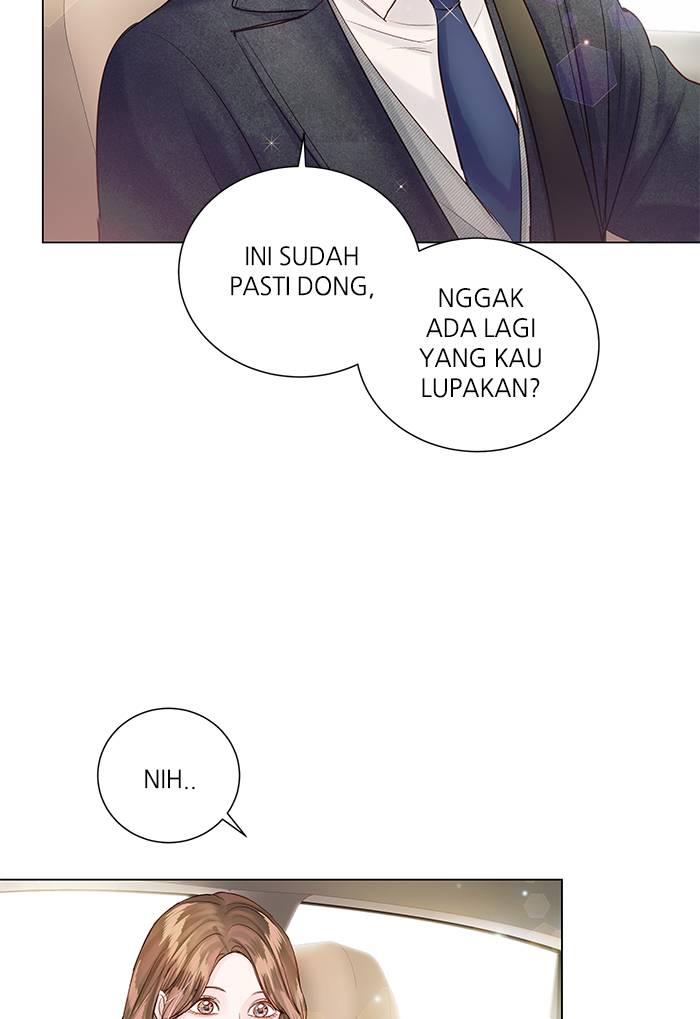 INI SUDAH
PASTI DONG,
NGGAK
ADA LAGI
YANG KAU
LUPAKAN?
NIH..